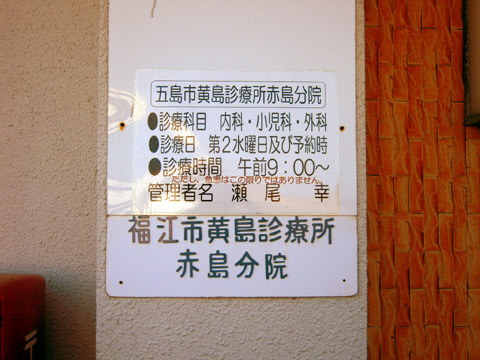 五島市黄島診療所赤島分院
●診療科目 内科・小児科・外科
●診療日 第2水曜日及び予約時
●診療時間 午前9:00〜
ただし、急患はこの限りではありません。
管理者名 瀬尾 幸
福江市黄島診療所
赤島分院
〒